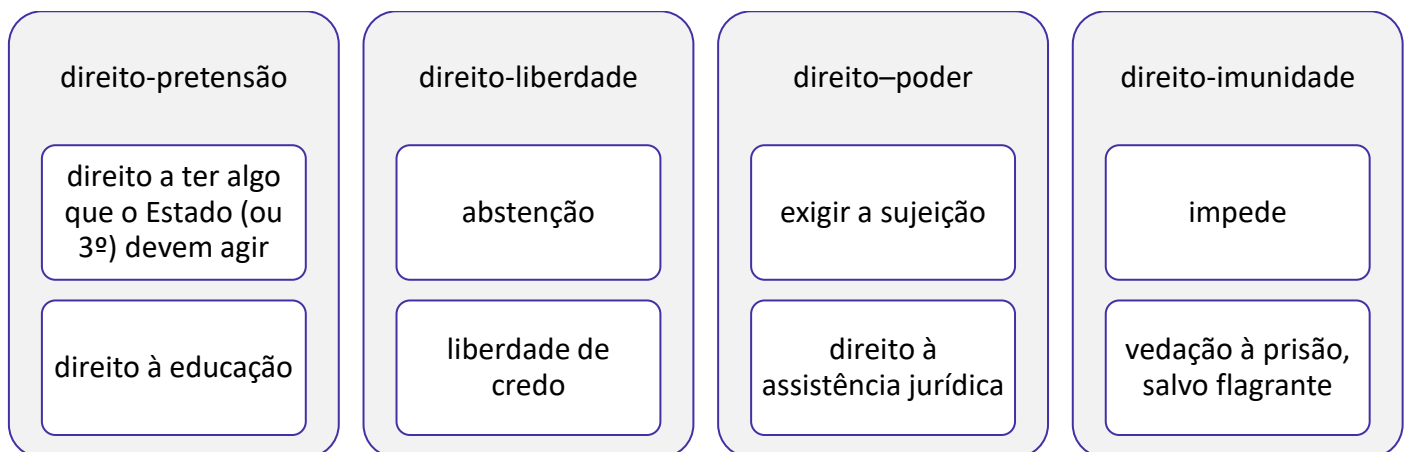 direito-pretensão
direito a ter algo
que o Estado (ou
3º) devem agir
direito à educação
direito-liberdade
abstenção
liberdade de
credo
direito–poder
exigir a sujeição
direito à
assistência jurídica
direito-imunidade
impede
vedação à prisão,
salvo flagrante